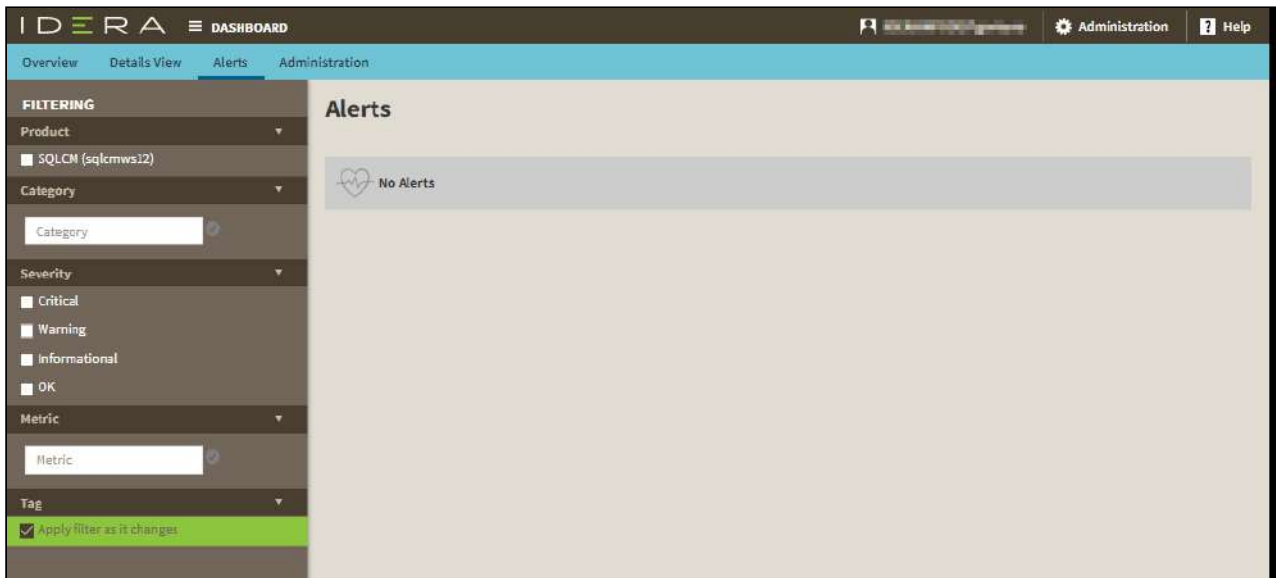 IDERA DASHBOARD Administration ? Help
Overview Details View Alerts Administration
FILTERING
Product
SQLCM (sqlcmws12)
Category
Category
Severity
Critical
Warning
Informational
OK
Metric
Metric
Tag
Apply filter as it changes
Alerts
No Alerts